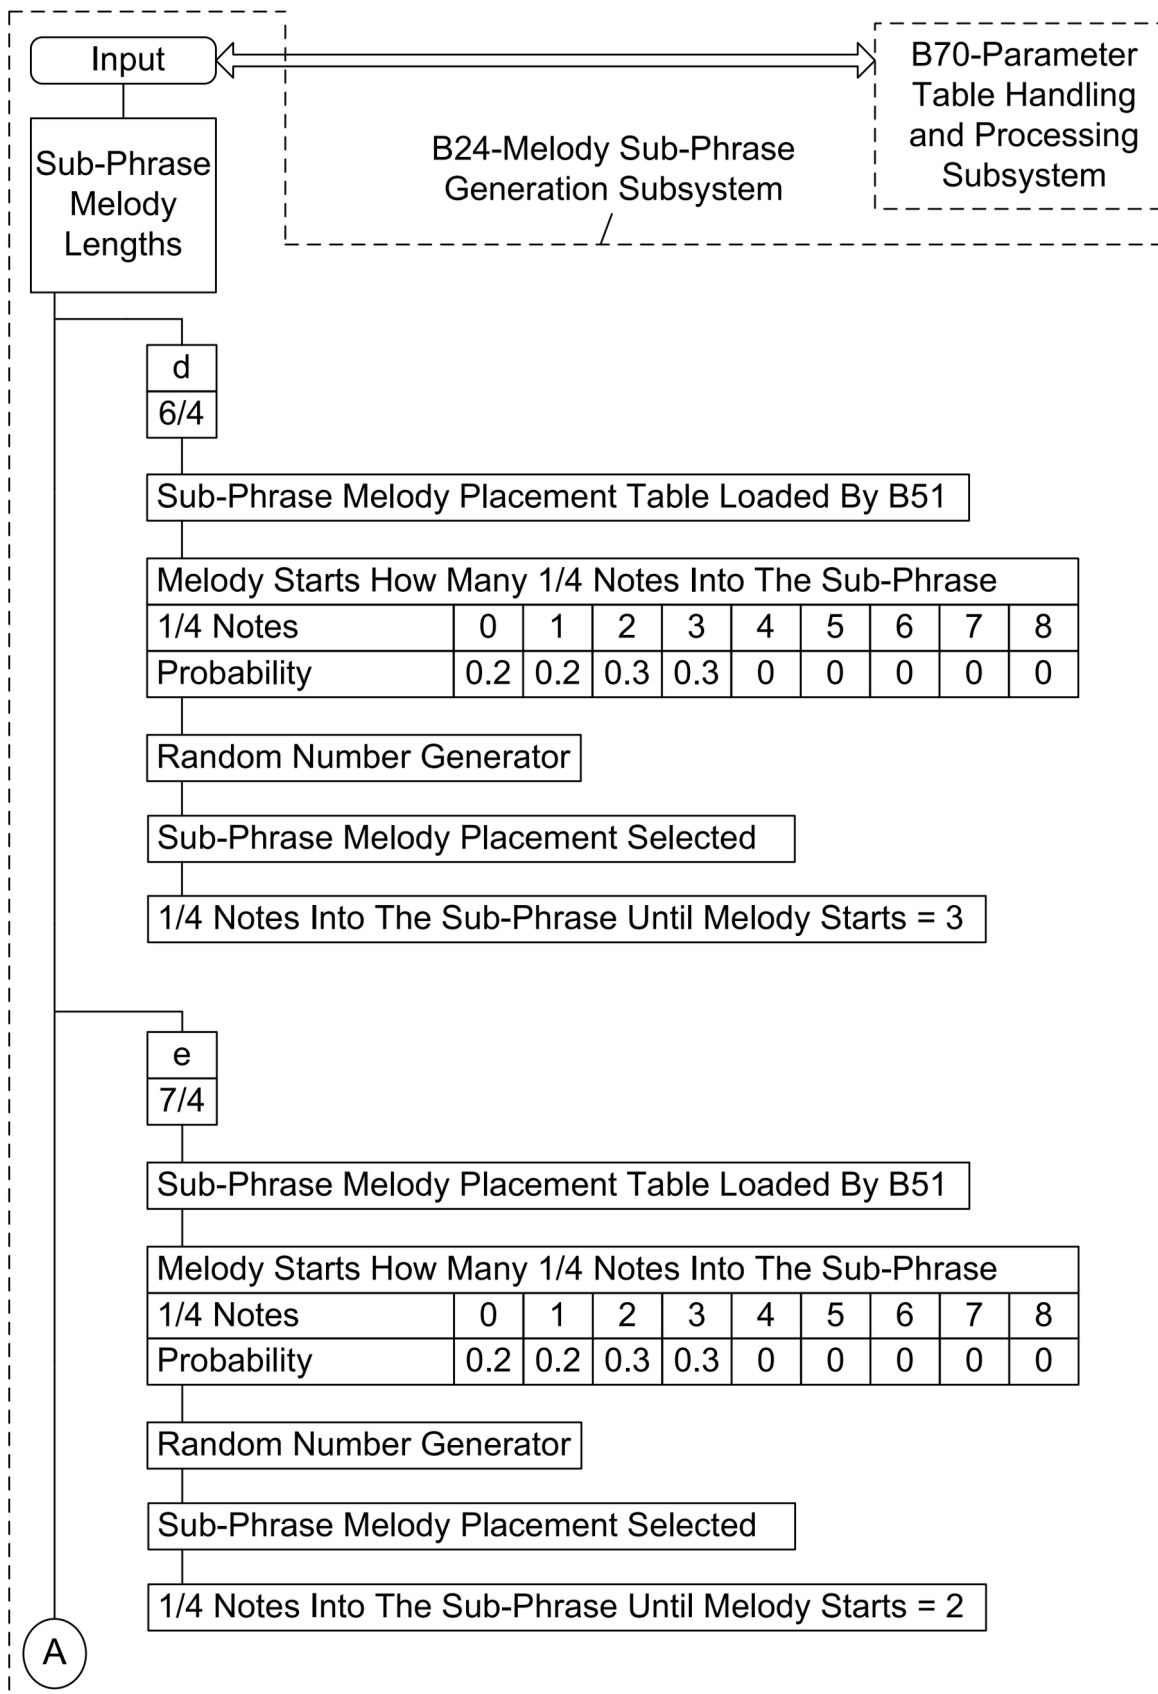 Input
B70-Parameter
Table Handling
and Processing
Subsystem
B24-Melody Sub-Phrase
Generation Subsystem
Sub-Phrase
Melody
Lengths
d
6/4
Sub-Phrase Melody Placement Table Loaded By B51
Melody Starts How Many 1/4 Notes Into The Sub-Phrase
1/4 Notes 0 1 2 3 4 5 6 7 8
Probability 0.2 0.2 0.3 0.3 0 0 0 0 0
Random Number Generator
Sub-Phrase Melody Placement Selected
1/4 Notes Into The Sub-Phrase Until Melody Starts = 3
e
7/4
Sub-Phrase Melody Placement Table Loaded By B51
Melody Starts How Many 1/4 Notes Into The Sub-Phrase
1/4 Notes 0 1 2 3 4 5 6 7 8
Probability 0.2 0.2 0.3 0.3 0 0 0 0 0
Random Number Generator
Sub-Phrase Melody Placement Selected
1/4 Notes Into The Sub-Phrase Until Melody Starts = 2
A